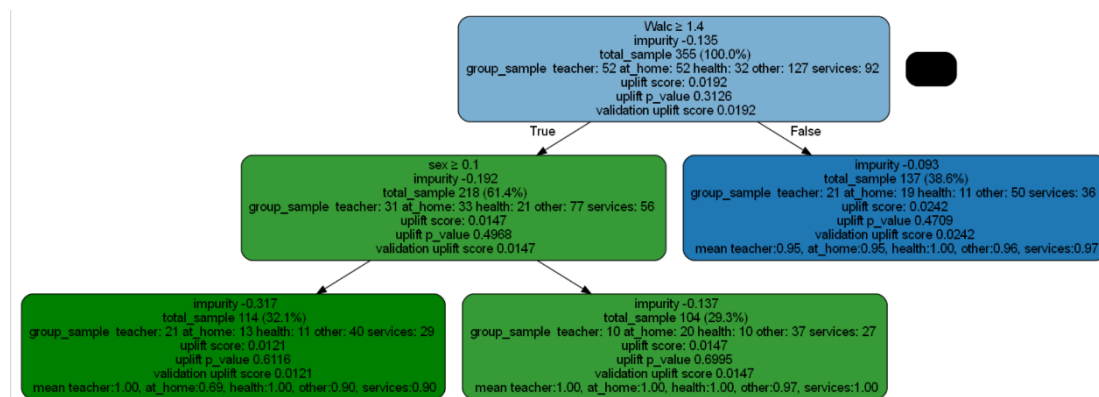 Walc ≥ 1.4
impurity -0.135
total_sample 355 (100.0%)
group_sample teacher: 52 at_home: 52 health: 32 other: 127 services: 92
uplift score: 0.0192
uplift p_value 0.3126
validation uplift score 0.0192
True
False
sex ≥ 0.1
impurity -0.192
total_sample 218 (61.4%)
group_sample teacher: 31 at_home: 33 health: 21 other: 77 services: 56
uplift score: 0.0147
uplift p_value 0.4968
validation uplift score 0.0147
impurity -0.093
total_sample 137 (38.6%)
group_sample teacher: 21 at_home: 19 health: 11 other: 50 services: 36
uplift score: 0.0242
uplift p_value 0.4709
validation uplift score 0.0242
mean teacher:0.95, at_home:0.95, health:1.00, other:0.96, services:0.97
impurity -0.317
total_sample 114 (32.1%)
group_sample teacher: 21 at_home: 13 health: 11 other: 40 services: 29
uplift score: 0.0121
uplift p_value 0.6116
validation uplift score 0.0121
mean teacher:1.00, at_home:0.69, health:1.00, other:0.90, services:0.90
impurity -0.137
total_sample 104 (29.3%)
group_sample teacher: 10 at_home: 20 health: 10 other: 37 services: 27
uplift score: 0.0147
uplift p_value 0.6995
validation uplift score 0.0147
mean teacher:1.00, at_home:1.00, health:1.00, other:0.97, services:1.00